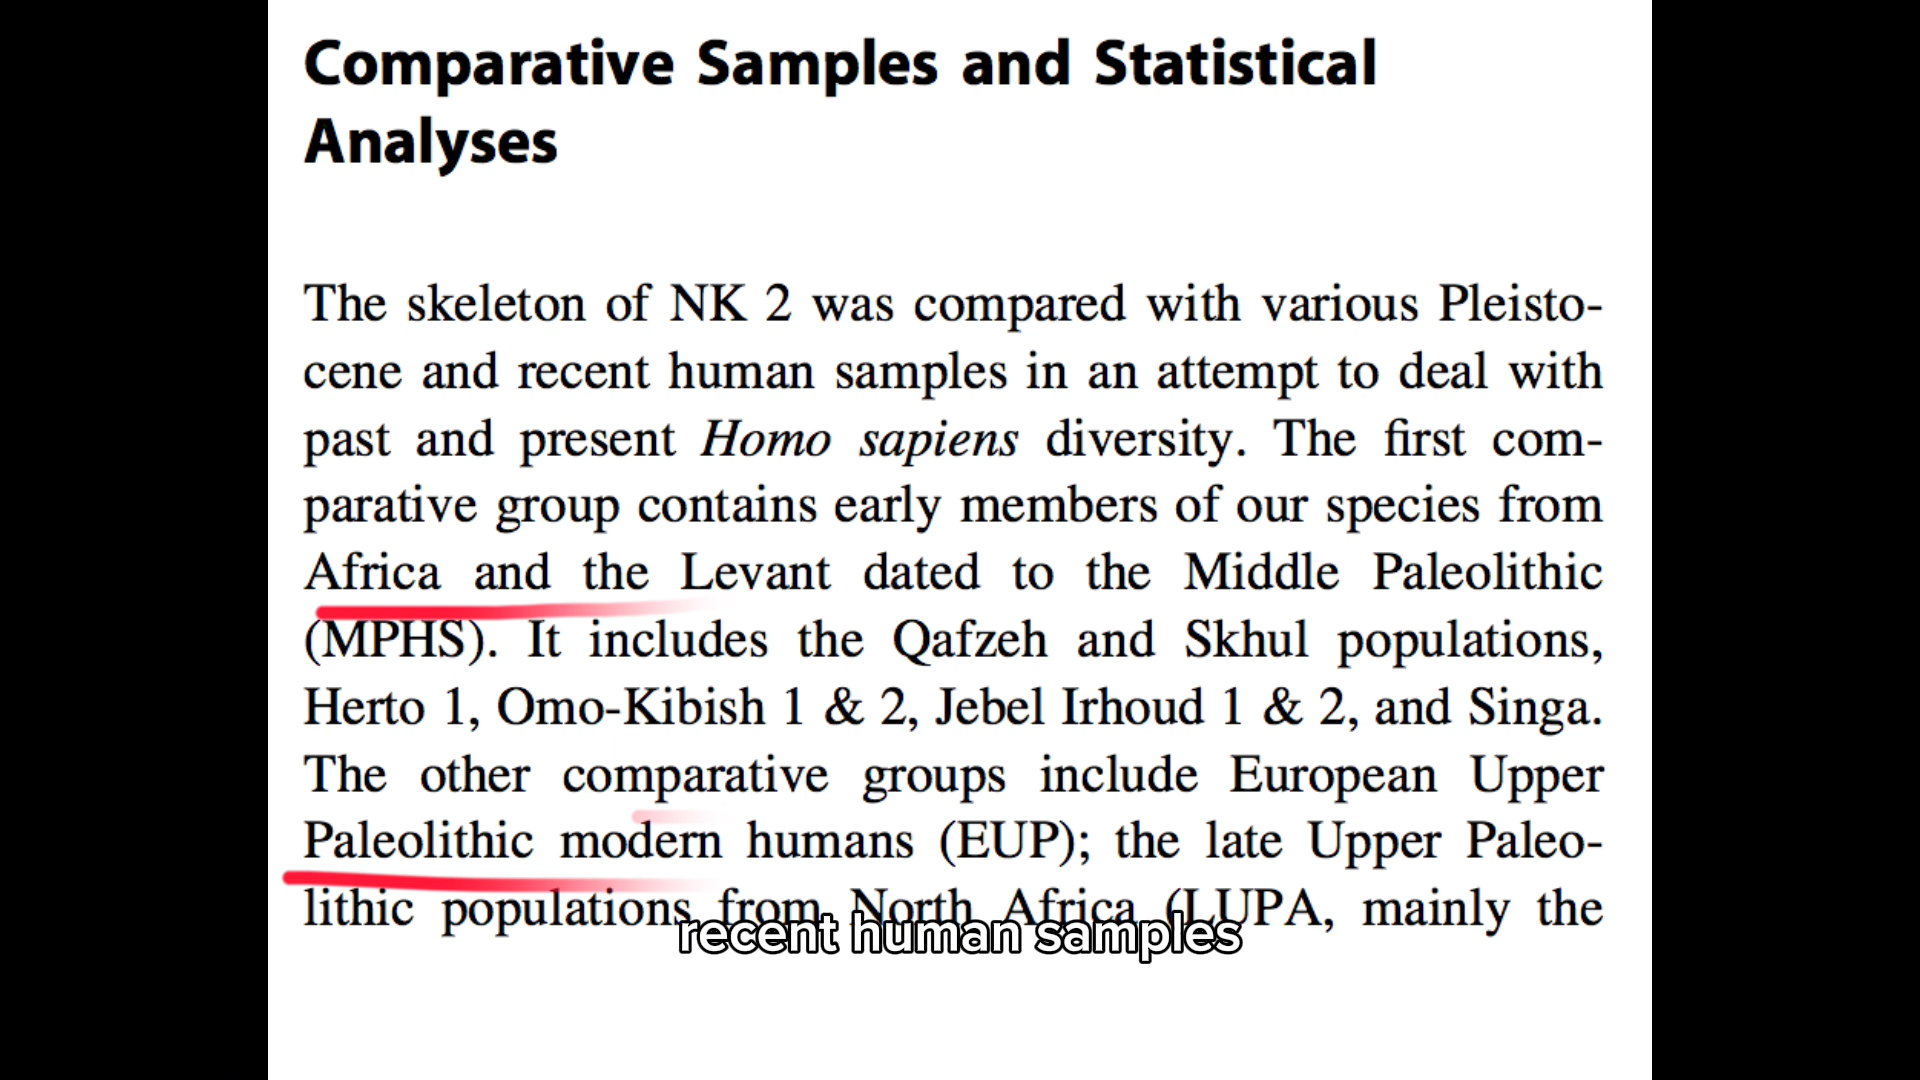 Comparative Samples and Statistical
Analyses
The skeleton of NK 2 was compared with various Pleisto-
cene and recent human samples in an attempt to deal with
past and present Homo sapiens diversity. The first com-
parative group contains early members of our species from
Africa and the Levant dated to the Middle Paleolithic
(MPHS). It includes the Qafzeh and Skhul populations,
Herto 1, Omo-Kibish 1 & 2, Jebel Irhoud 1 & 2, and Singa.
The other comparative groups include European Upper
Paleolithic modern humans (EUP); the late Upper Paleo-
lithic populations from North Africa (LUPA, mainly the
recent human samples